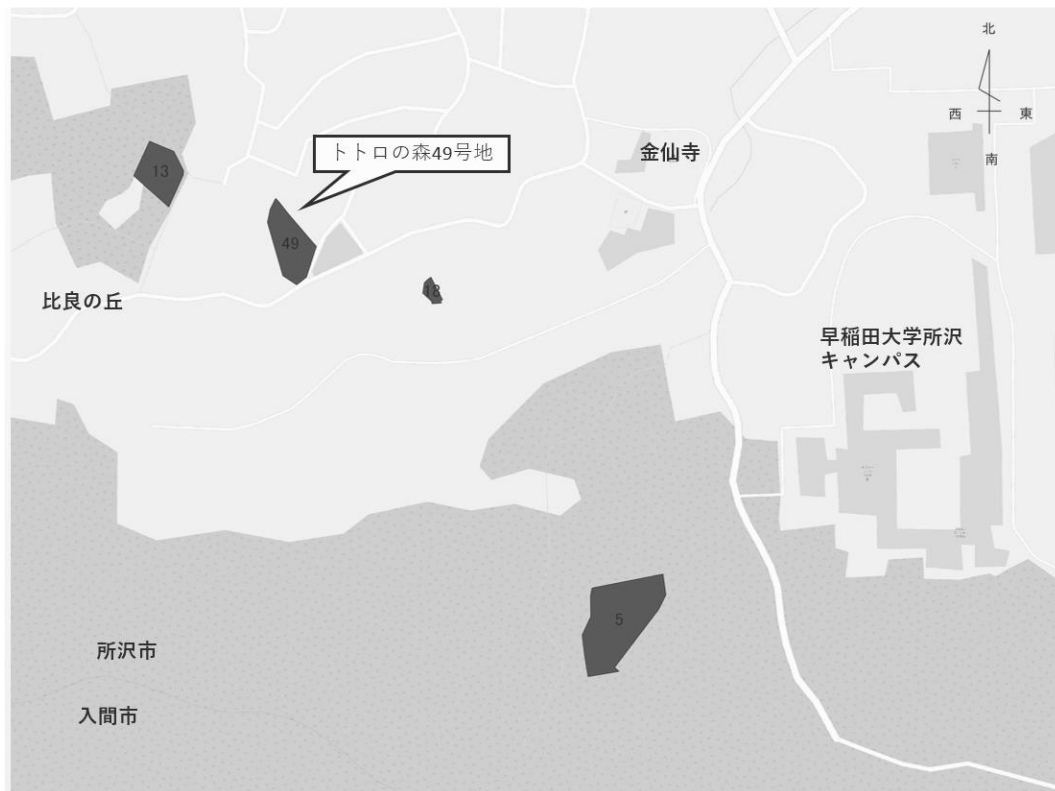 北
西
東
南
トトロの森49号地
金仙寺
13
49
18
比良の丘
早稲田大学所沢
キャンパス
5
所沢市
入間市